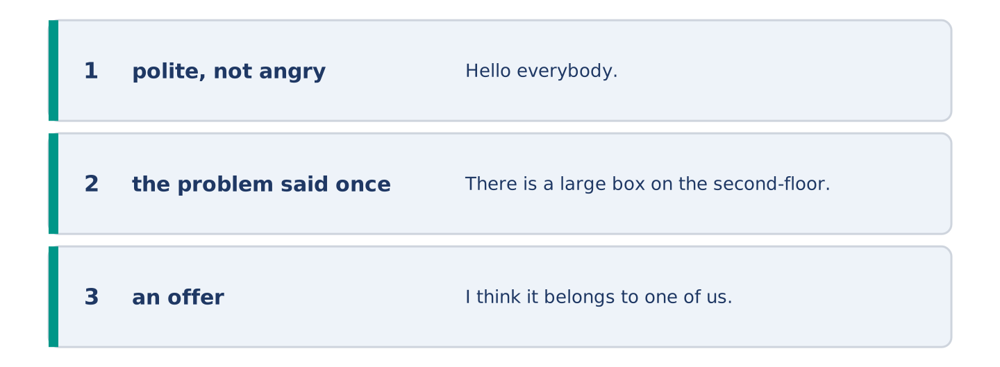 1 polite, not angry Hello everybody.
2 the problem said once There is a large box on the second-floor.
3 an offer I think it belongs to one of us.